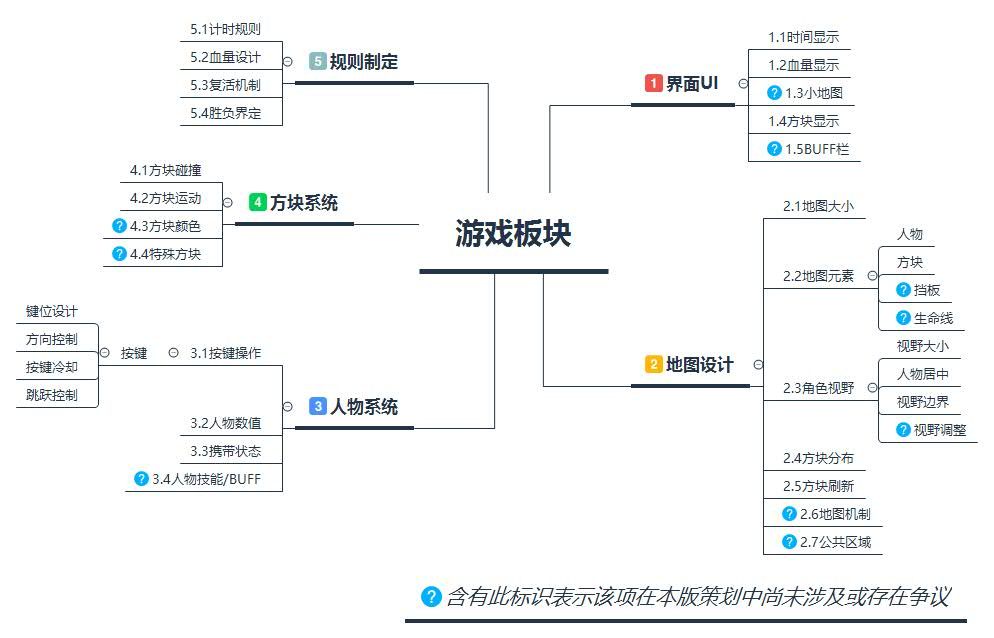 游戏板块
1 界面UI
1.1时间显示
1.2血量显示
? 1.3小地图
1.4方块显示
? 1.5BUFF栏
2 地图设计
2.1地图大小
2.2地图元素
人物
方块
? 挡板
? 生命线
2.3角色视野
视野大小
人物居中
视野边界
? 视野调整
2.4方块分布
2.5方块刷新
? 2.6地图机制
? 2.7公共区域
3 人物系统
3.1按键操作
按键
键位设计
方向控制
按键冷却
跳跃控制
3.2人物数值
3.3携带状态
? 3.4人物技能/BUFF
4 方块系统
4.1方块碰撞
4.2方块运动
? 4.3方块颜色
? 4.4特殊方块
5 规则制定
5.1计时规则
5.2血量设计
5.3复活机制
5.4胜负界定
? 含有此标识表示该项在本版策划中尚未涉及或存在争议